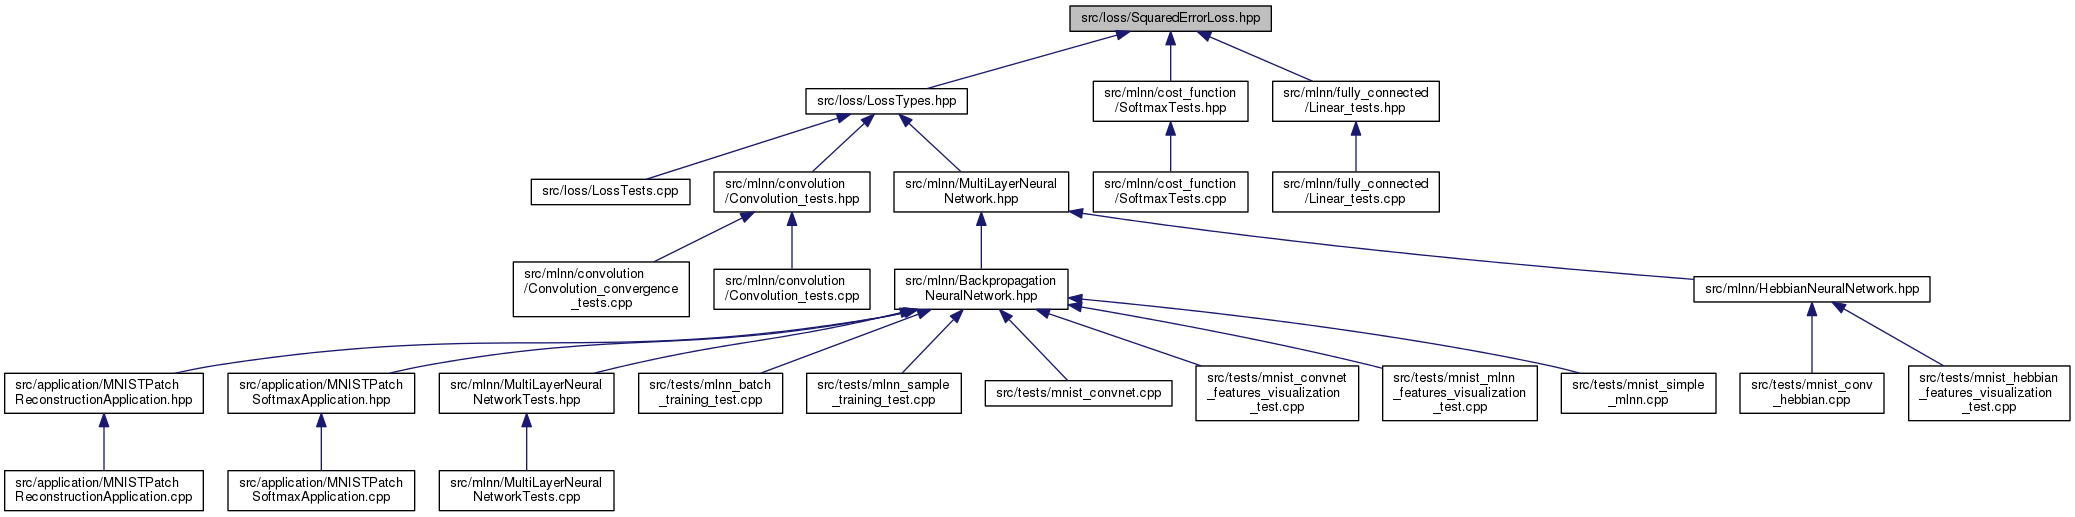 src/loss/SquaredErrorLoss.hpp
src/loss/LossTypes.hpp
src/mlnn/cost_function
/SoftmaxTests.hpp
src/mlnn/fully_connected
/Linear_tests.hpp
src/loss/LossTests.cpp
src/mlnn/convolution
/Convolution_tests.hpp
src/mlnn/MultiLayerNeural
Network.hpp
src/mlnn/cost_function
/SoftmaxTests.cpp
src/mlnn/fully_connected
/Linear_tests.cpp
src/mlnn/convolution
/Convolution_convergence
_tests.cpp
src/mlnn/convolution
/Convolution_tests.cpp
src/mlnn/Backpropagation
NeuralNetwork.hpp
src/mlnn/HebbianNeuralNetwork.hpp
src/application/MNISTPatch
ReconstructionApplication.hpp
src/application/MNISTPatch
SoftmaxApplication.hpp
src/mlnn/MultiLayerNeural
NetworkTests.hpp
src/tests/mlnn_batch
_training_test.cpp
src/tests/mlnn_sample
_training_test.cpp
src/tests/mnist_convnet.cpp
src/tests/mnist_convnet
_features_visualization
_test.cpp
src/tests/mnist_mlnn
_features_visualization
_test.cpp
src/tests/mnist_simple
_mlnn.cpp
src/tests/mnist_conv
_hebbian.cpp
src/tests/mnist_hebbian
_features_visualization
_test.cpp
src/application/MNISTPatch
ReconstructionApplication.cpp
src/application/MNISTPatch
SoftmaxApplication.cpp
src/mlnn/MultiLayerNeural
NetworkTests.cpp